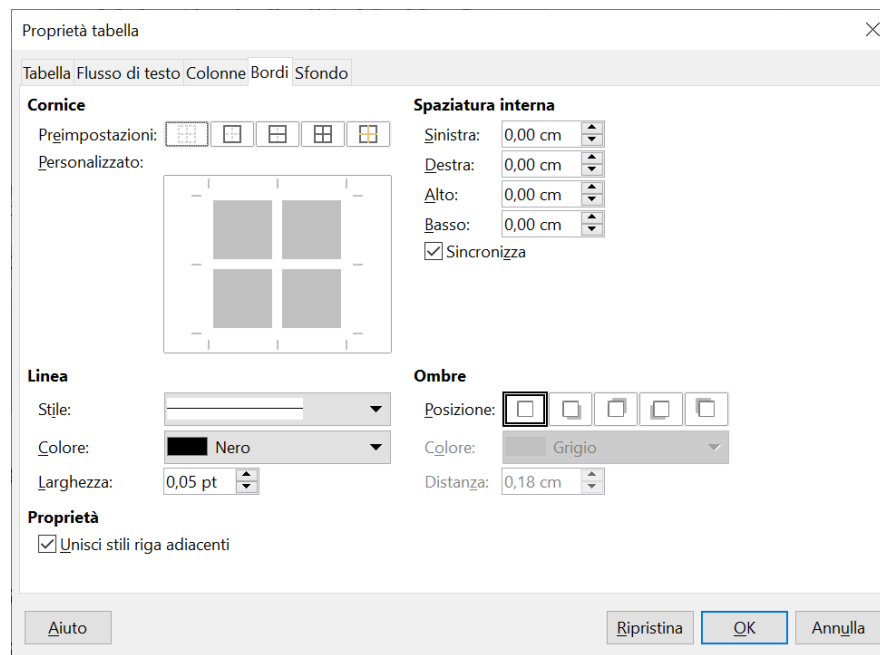 Proprietà tabella
Tabella Flusso di testo Colonne Bordi Sfondo
Cornice
Preimpostazioni:
Personalizzato:
Spaziatura interna
Sinistra: 0,00 cm
Destra: 0,00 cm
Alto: 0,00 cm
Basso: 0,00 cm
Sincronizza
Linea
Stile:
Colore: Nero
Larghezza: 0,05 pt
Ombre
Posizione:
Colore: Grigio
Distanza: 0,18 cm
Proprietà
Unisci stili riga adiacenti
Aiuto Ripristina OK Annulla